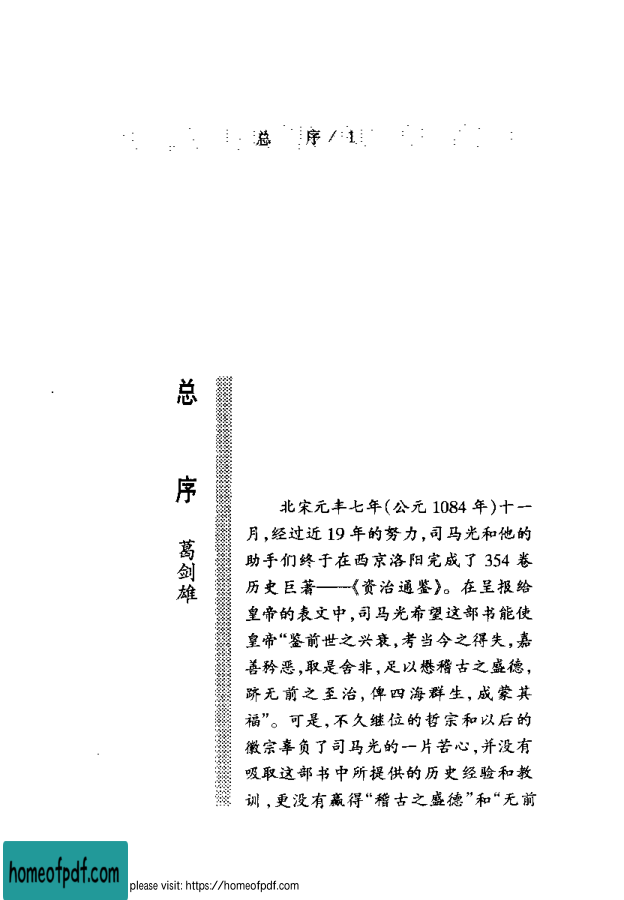 总 序 / 1
总 序
葛剑雄
北宋元丰七年(公元1084年)十一
月,经过近19年的努力,司马光和他的
助手们终于在西京洛阳完成了354卷
历史巨著——《资治通鉴》。在呈报给
皇帝的表文中,司马光希望这部书能使
皇帝“鉴前世之兴衰,考当今之得失,嘉
善矜恶,取是舍非,足以懋稽古之盛德,
跻无前之至治,俾四海群生,咸蒙其
福”。可是,不久继位的哲宗和以后的
徽宗辜负了司马光的一片苦心,并没有
吸取这部书中所提供的历史经验和教
训,更没有赢得“稽古之盛德”和“无前
homeofpdf.com
please visit: https://homeofpdf.com